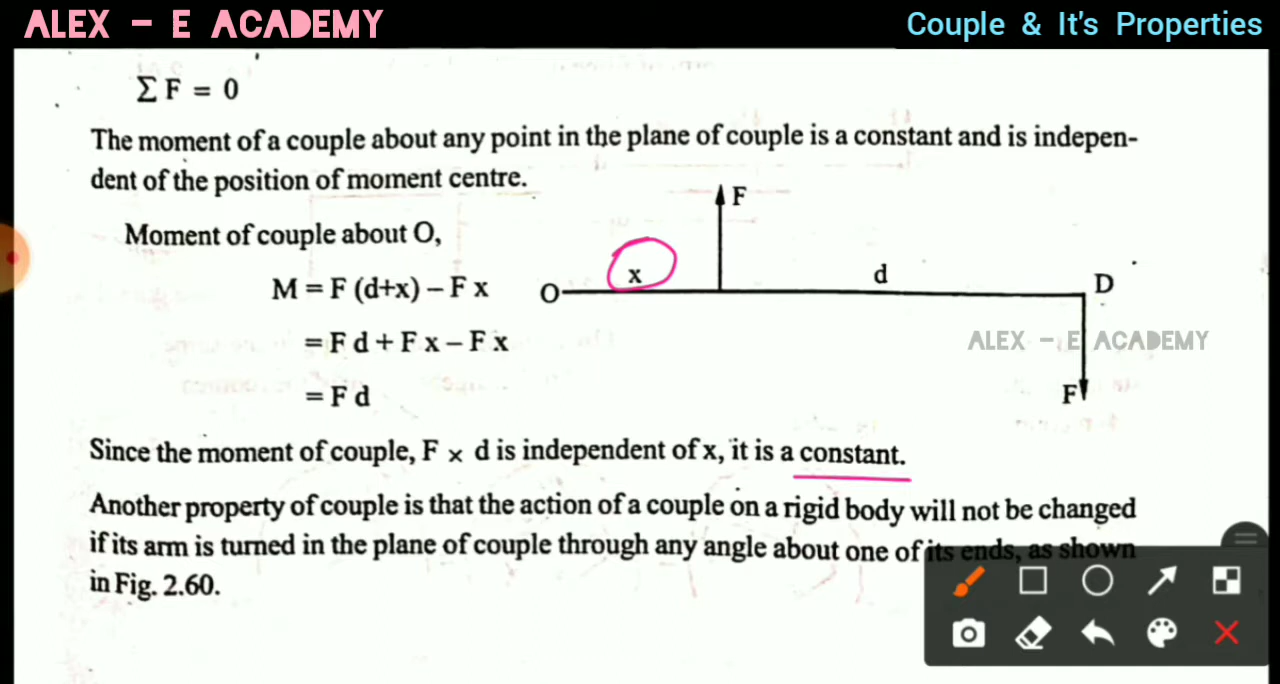 ALEX - E ACADEMY
Couple & It's Properties
Σ F = 0
The moment of a couple about any point in the plane of couple is a constant and is indepen-
dent of the position of moment centre.
F
Moment of couple about O,
x
d
D
M = F (d+x) – F x
O
= F d + F x – F x
ALEX - E ACADEMY
= F d
F
Since the moment of couple, F × d is independent of x, it is a constant.
Another property of couple is that the action of a couple on a rigid body will not be changed
if its arm is turned in the plane of couple through any angle about one of its ends, as shown
in Fig. 2.60.